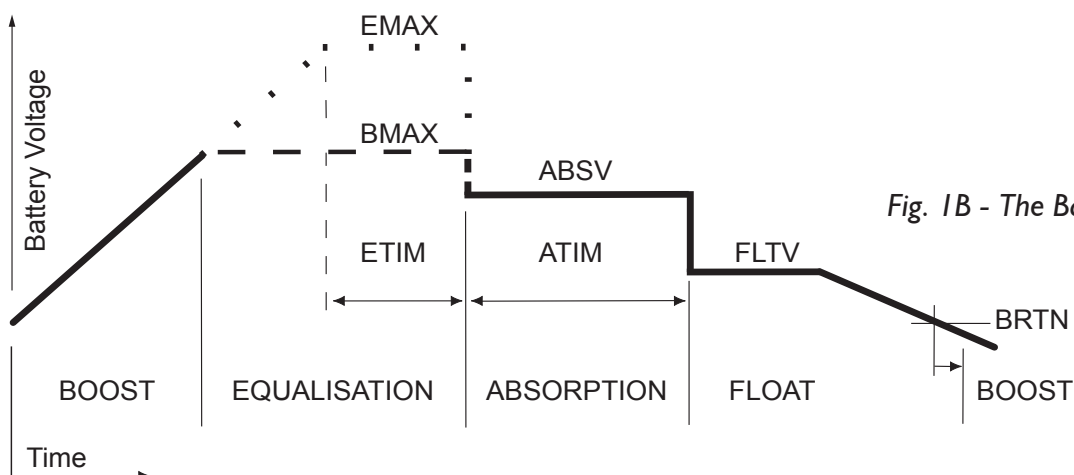 EMAX
Battery Voltage
BMAX
ABSV
Fig. 1B - The Bo
ETIM
ATIM
FLTV
BRTN
BOOST
EQUALISATION
ABSORPTION
FLOAT
BOOST
Time